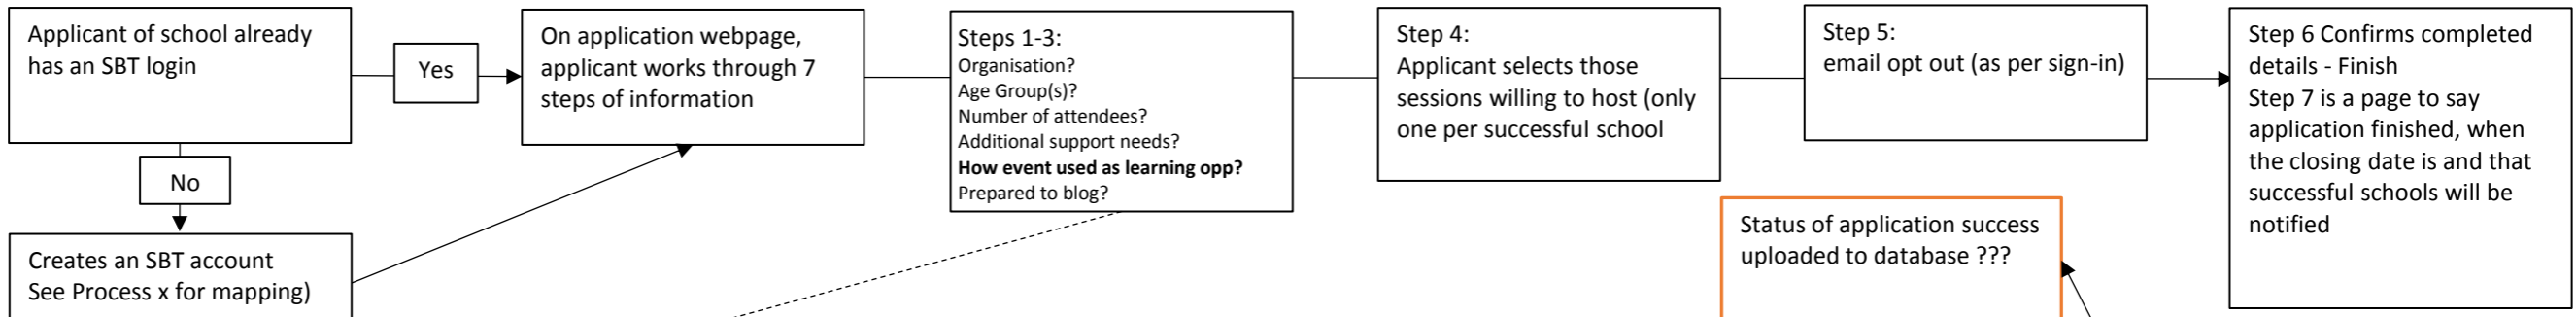 Applicant of school already
has an SBT login
Yes
No
Creates an SBT account
See Process x for mapping)
On application webpage,
applicant works through 7
steps of information
Steps 1-3:
Organisation?
Age Group(s)?
Number of attendees?
Additional support needs?
How event used as learning opp?
Prepared to blog?
Step 4:
Applicant selects those
sessions willing to host (only
one per successful school
Step 5:
email opt out (as per sign-in)
Status of application success
uploaded to database ???
Step 6 Confirms completed
details - Finish
Step 7 is a page to say
application finished, when
the closing date is and that
successful schools will be
notified